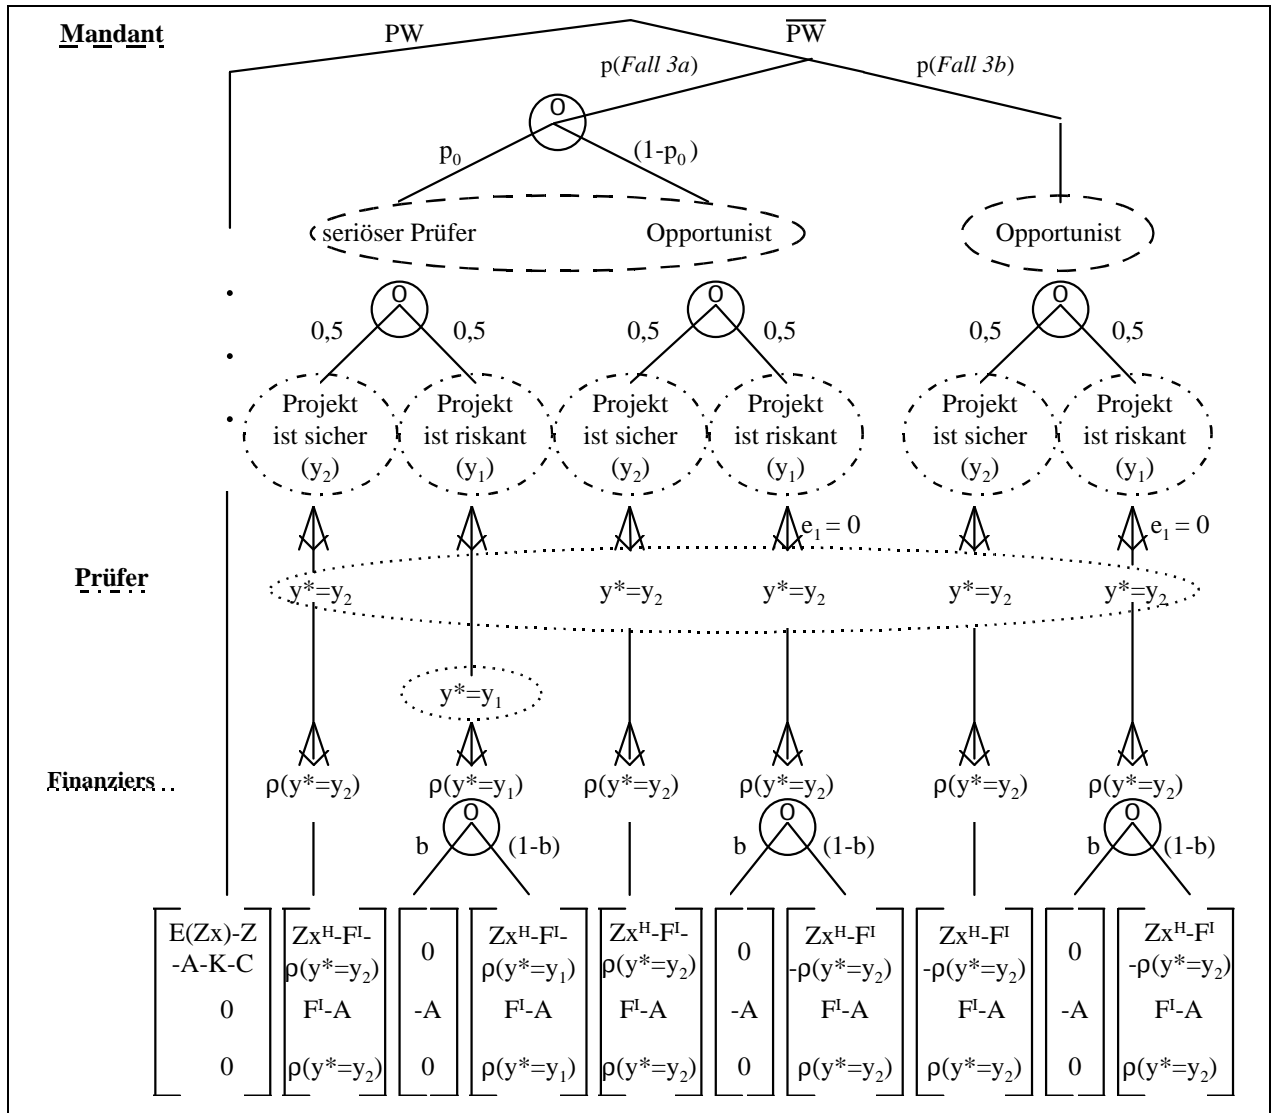 Mandant PW P̅W̅
p(Fall 3a) p(Fall 3b)
O
p₀ (1-p₀)
seriöser Prüfer Opportunist Opportunist
O O O
0,5 0,5 0,5 0,5 0,5 0,5
Projekt Projekt Projekt Projekt Projekt Projekt
ist sicher ist riskant ist sicher ist riskant ist sicher ist riskant
(y₂) (y₁) (y₂) (y₁) (y₂) (y₁)
e₁ = 0 e₁ = 0
Prüfer
y*=y₂ y*=y₂ y*=y₂ y*=y₂ y*=y₂
y*=y₁
Finanziers
ρ(y*=y₂) ρ(y*=y₁) ρ(y*=y₂) ρ(y*=y₂) ρ(y*=y₂) ρ(y*=y₂)
O O O
b (1-b) b (1-b) b (1-b)
E(Zx)-Z Zxᴴ-Fᴵ- 0 Zxᴴ-Fᴵ- Zxᴴ-Fᴵ- 0 Zxᴴ-Fᴵ Zxᴴ-Fᴵ 0 Zxᴴ-Fᴵ
-A-K-C ρ(y*=y₂) ρ(y*=y₁) ρ(y*=y₂) -ρ(y*=y₂) -ρ(y*=y₂) -ρ(y*=y₂)
0 Fᴵ-A -A Fᴵ-A Fᴵ-A -A Fᴵ-A Fᴵ-A -A Fᴵ-A
0 ρ(y*=y₂) 0 ρ(y*=y₁) ρ(y*=y₂) 0 ρ(y*=y₂) ρ(y*=y₂) 0 ρ(y*=y₂)